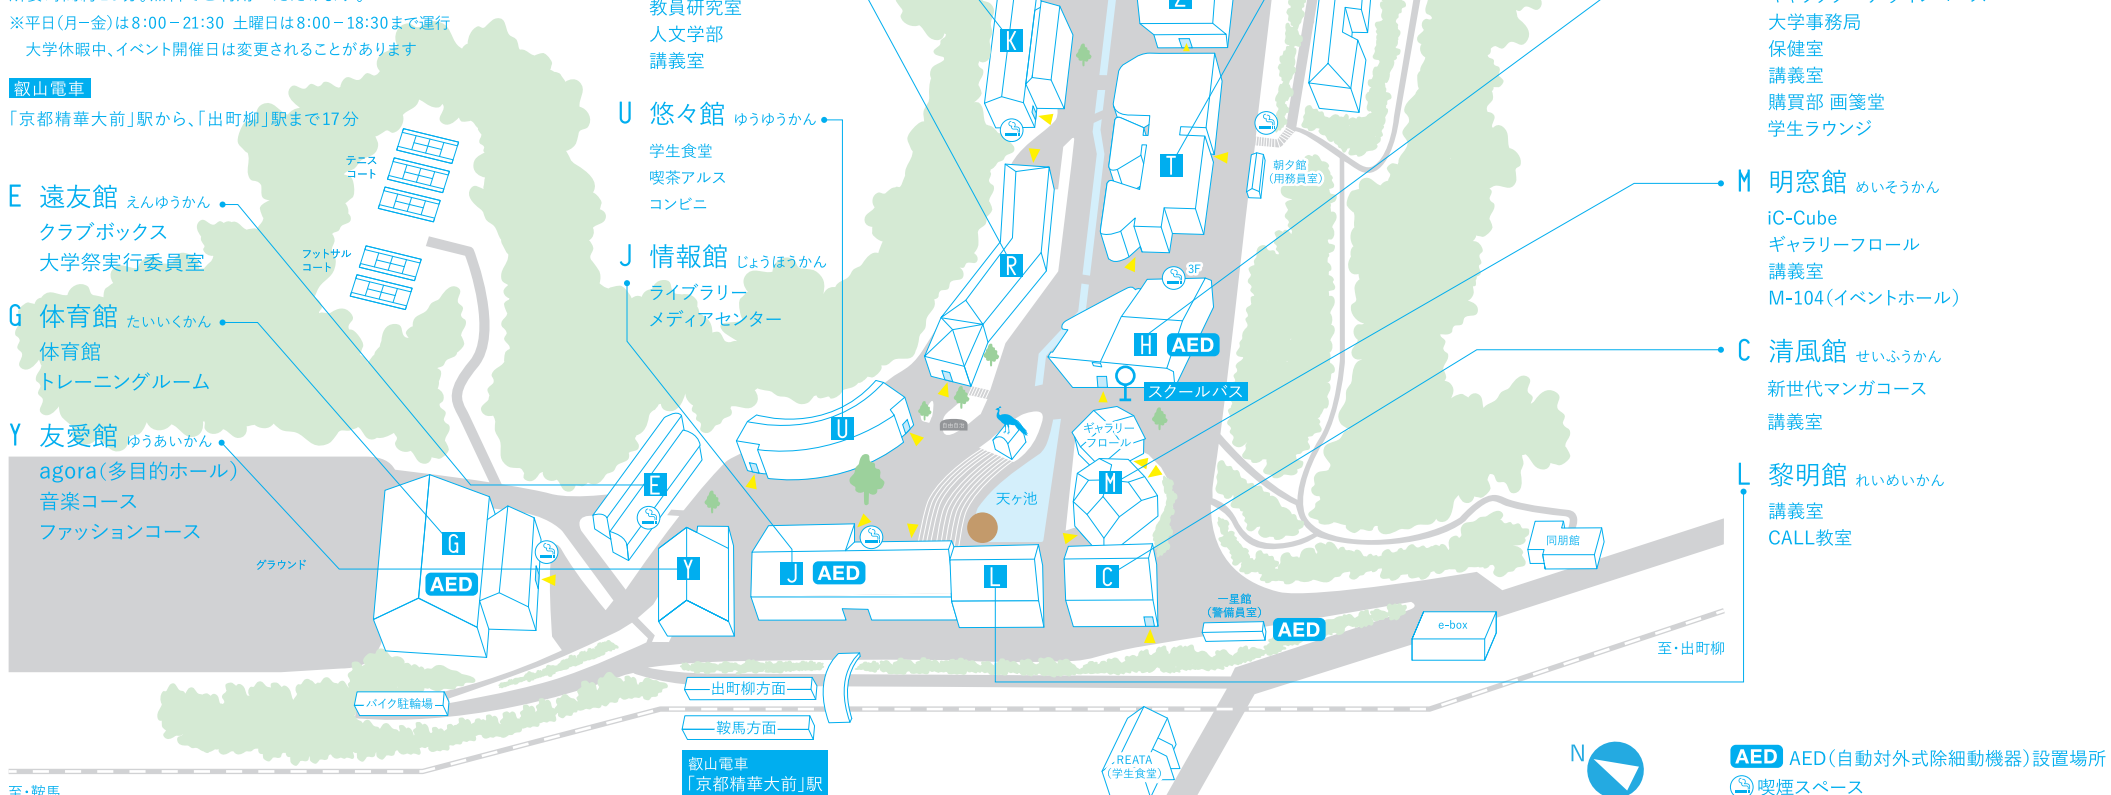 ※平日(月−金)は8:00−21:30 土曜日は8:00−18:30まで運行
大学休暇中、イベント開催日は変更されることがあります
叡山電車
「京都精華大前」駅から、「出町柳」駅まで17分
E 遠友館 えんゆうかん
クラブボックス
大学祭実行委員室
G 体育館 たいいくかん
体育館
トレーニングルーム
Y 友愛館 ゆうあいかん
agora(多目的ホール)
音楽コース
ファッションコース
教員研究室
人文学部
講義室
U 悠々館 ゆうゆうかん
学生食堂
喫茶アルス
コンビニ
J 情報館 じょうほうかん
ライブラリー
メディアセンター
大学事務局
保健室
講義室
購買部 画箋堂
学生ラウンジ
M 明窓館 めいそうかん
iC-Cube
ギャラリーフロール
講義室
M-104(イベントホール)
C 清風館 せいふうかん
新世代マンガコース
講義室
L 黎明館 れいめいかん
講義室
CALL教室
テニス
コート
フットサル
コート
グラウンド
K
Z
T
朝夕館
(用務員室)
R
3F
H AED
スクールバス
U
ギャラリー
フロール
M
E
天ヶ池
G
AED
Y
J AED
L
C
同朋館
一星館
(警備員室)
AED
e-box
至・出町柳
バイク駐輪場
出町柳方面
鞍馬方面
叡山電車
「京都精華大前」駅
REATA
(学生食堂)
至・鞍馬
N
AED AED(自動対外式除細動機器)設置場所
喫煙スペース